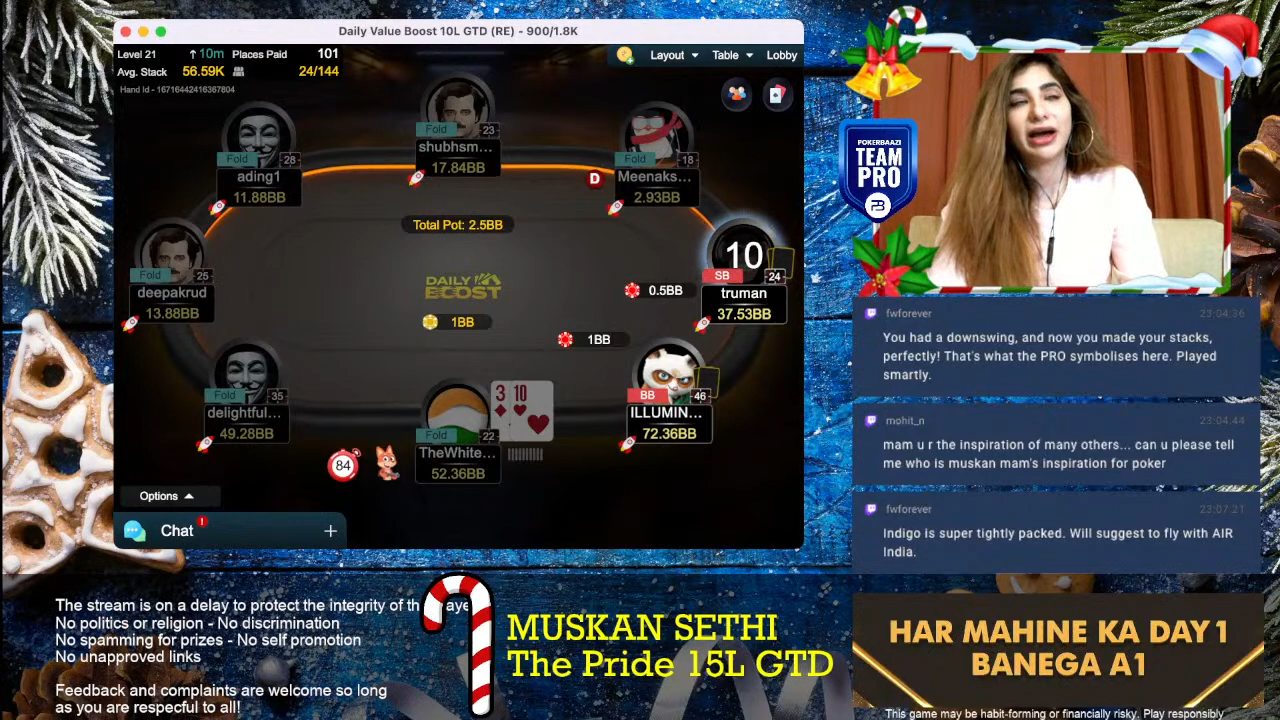 Daily Value Boost 10L GTD (RE) - 900/1.8K
Level 21 ↑ 10m Places Paid 101
Avg. Stack 56.59K 24/144
Hand Id - 16716442416367804
Layout Table Lobby
Fold 23
shubhsm...
17.84BB
Fold 28
ading1
11.88BB
Fold 18
Meenaks...
2.93BB
D
Total Pot: 2.5BB
10
SB 24
truman
37.53BB
0.5BB
Fold 25
deepakrud
13.88BB
DAILY
BOOST
1BB
1BB
Fold 35
delightful...
49.28BB
3 10
Fold 22
TheWhite...
52.36BB
BB 46
ILLUMIN...
72.36BB
84
Options
Chat !
+
POKERBAAZI
TEAM
PRO
fwforever 23:04:36
You had a downswing, and now you made your stacks,
perfectly! That's what the PRO symbolises here. Played
smartly.
mohit_n 23:04:44
mam u r the inspiration of many others... can u please tell
me who is muskan mam's inspiration for poker
fwforever 23:07:21
Indigo is super tightly packed. Will suggest to fly with AIR
India.
The stream is on a delay to protect the integrity of th
No politics or religion - No discrimination
No spamming for prizes - No self promotion
No unapproved links
Feedback and complaints are welcome so long
as you are respecful to all!
MUSKAN SETHI
The Pride 15L GTD
HAR MAHINE KA DAY 1
BANEGA A1
This game may be habit-forming or financially risky. Play responsibly